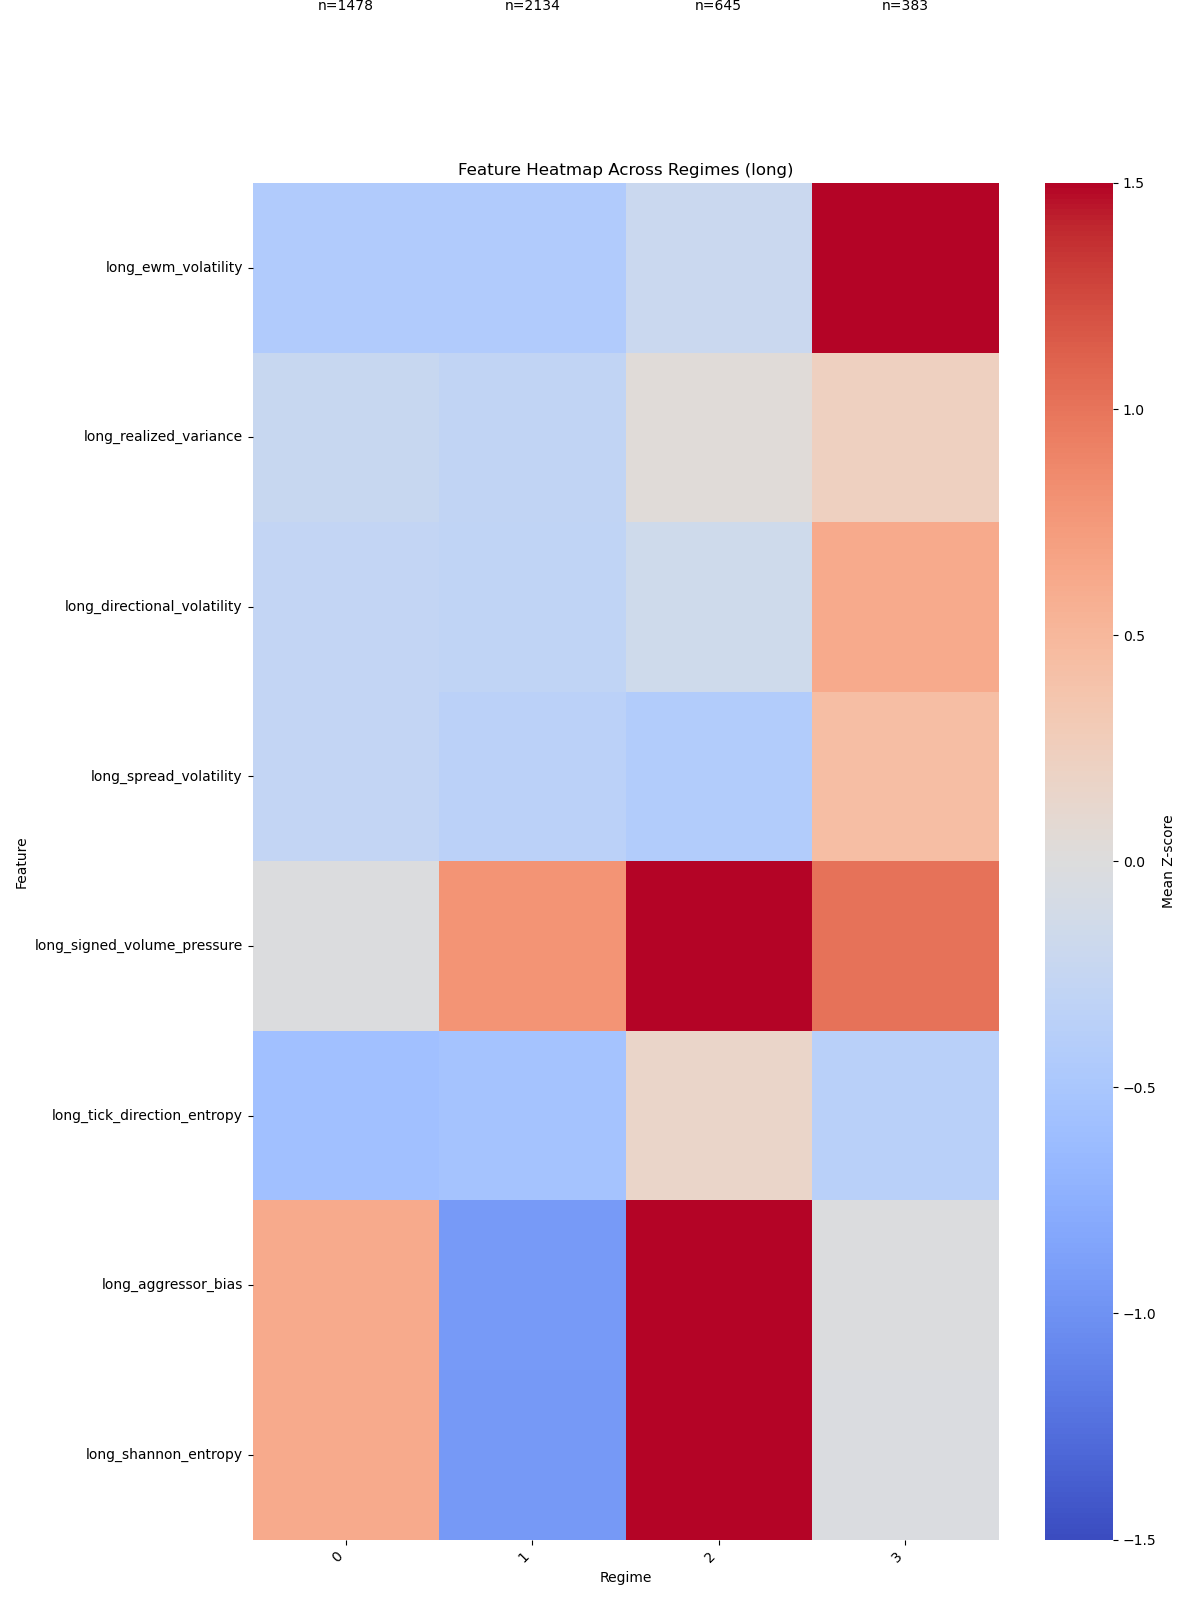 n=1478 n=2134 n=645 n=383
Feature Heatmap Across Regimes (long)
long_ewm_volatility
long_realized_variance
long_directional_volatility
long_spread_volatility
long_signed_volume_pressure
long_tick_direction_entropy
long_aggressor_bias
long_shannon_entropy
Feature
0 1 2 3
Regime
1.5
1.0
0.5
0.0
−0.5
−1.0
−1.5
Mean Z-score